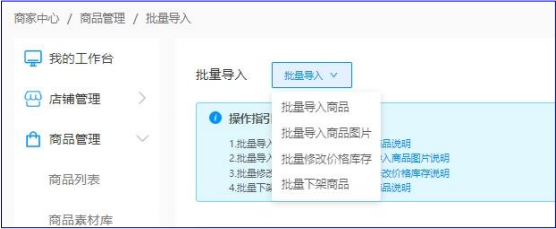 商家中心 / 商品管理 / 批量导入
我的工作台
店铺管理
商品管理
商品列表
商品素材库
批量导入
批量导入
批量导入商品
批量导入商品图片
批量修改价格库存
批量下架商品
操作指引
1.批量导入
品说明
2.批量导入
入商品图片说明
3.批量修改
改价格库存说明
4.批量下架
品说明